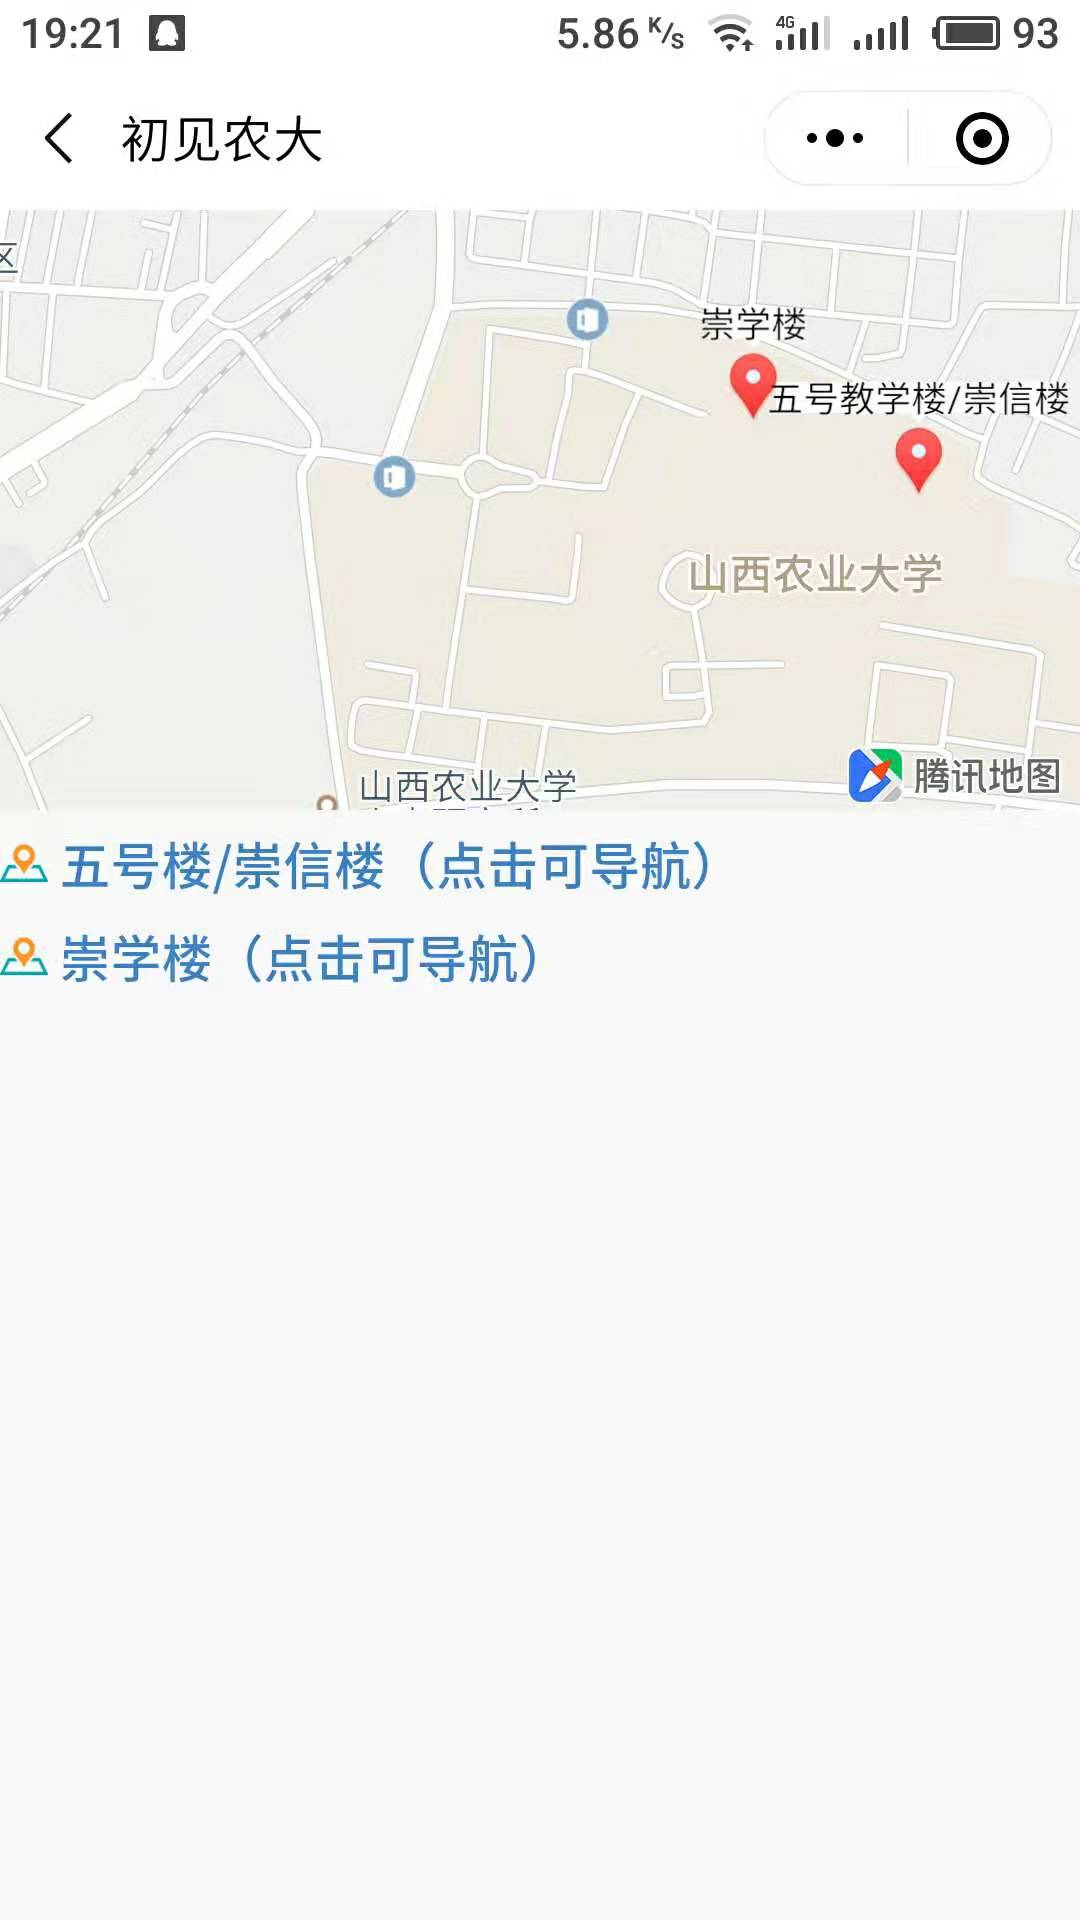 19:21 5.86 K/s 4G 93
初见农大
区
崇学楼
五号教学楼/崇信楼
山西农业大学
腾讯地图
山西农业大学
五号楼/崇信楼（点击可导航）
崇学楼（点击可导航）